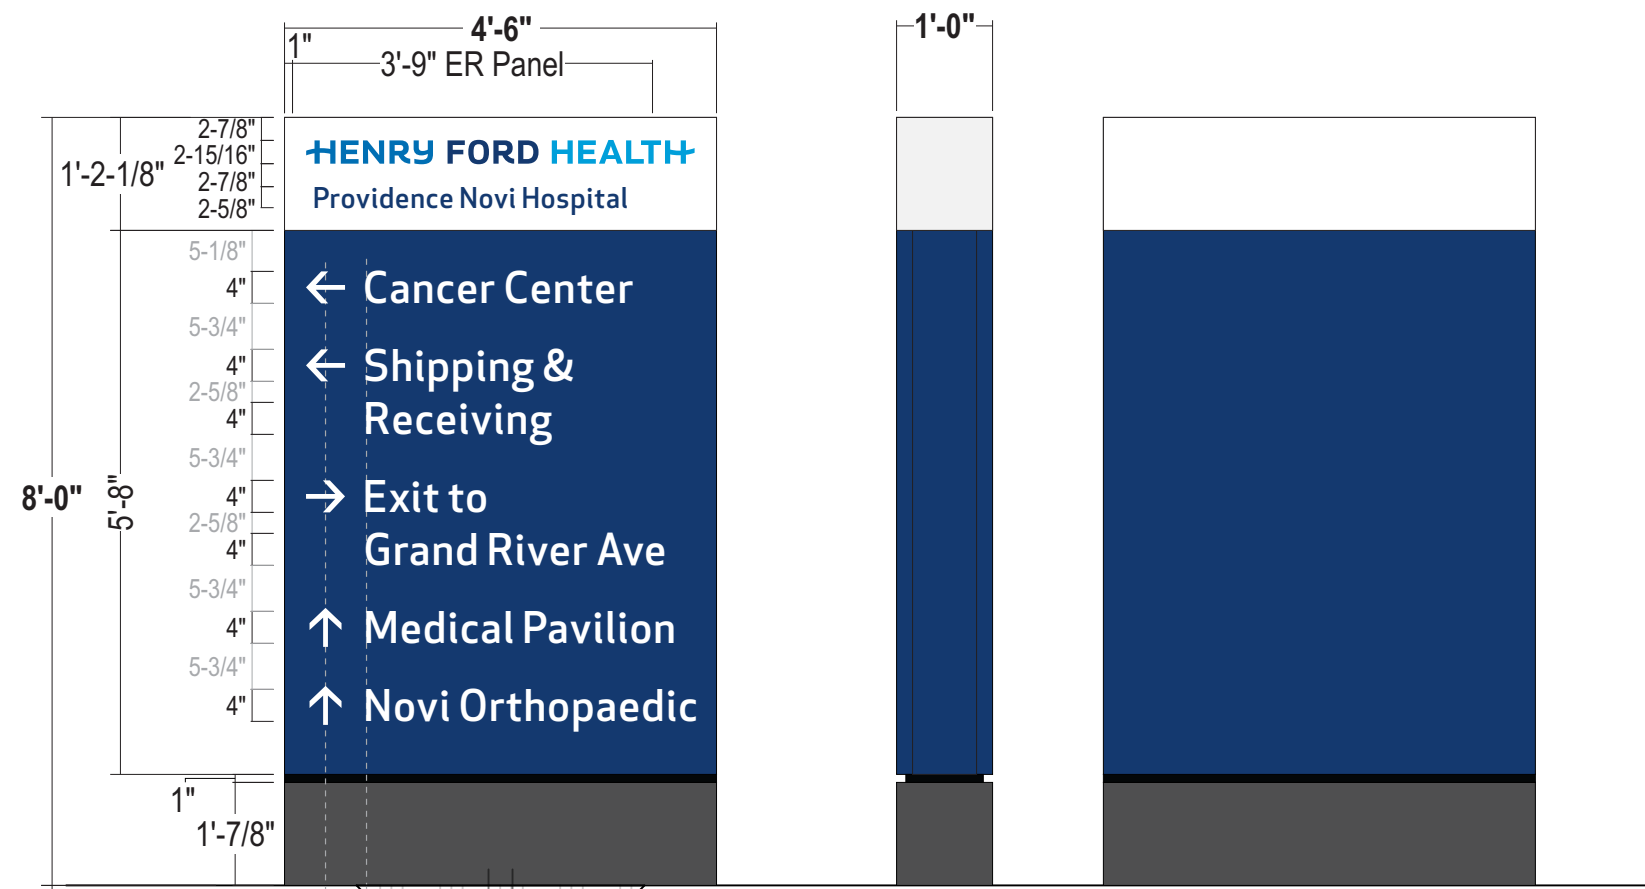 4'-6"
1'-0"
1"
3'-9" ER Panel
2-7/8"
2-15/16"
2-7/8"
2-5/8"
1'-2-1/8"
HENRY FORD HEALTH
Providence Novi Hospital
5-1/8"
4" ← Cancer Center
5-3/4"
4" ← Shipping &
2-5/8"
4" Receiving
5-3/4"
8'-0"
5'-8"
4" → Exit to
2-5/8"
4" Grand River Ave
5-3/4"
4" ↑ Medical Pavilion
5-3/4"
4" ↑ Novi Orthopaedic
1"
1'-7/8"